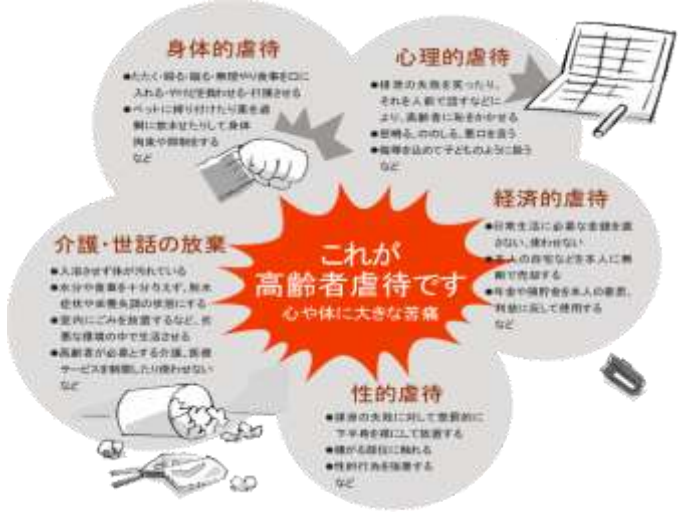 身体的虐待
●たたく・殴る・蹴る・無理やり食事を口に
入れる・やけどを負わせる・打撲させる
●ベットに縛り付けたり薬を過
剰に飲ませたりして身体
拘束や抑制をする
など
心理的虐待
●排泄の失敗を笑ったり、
それを人前で話すなどに
より、高齢者に恥をかかせる
●怒鳴る、ののしる、悪口を言う
●侮辱を込めて子どものように扱う
など
経済的虐待
●日常生活に必要な金銭を渡
さない、使わせない
●本人の自宅などを本人に無
断で売却する
●年金や預貯金を本人の意思、
利益に反して使用する
など
これが
高齢者虐待です
心や体に大きな苦痛
介護・世話の放棄
●入浴させず体が汚れている
●水分や食事を十分与えず、脱水
症状や栄養失調の状態にする
●室内にごみを放置するなど、劣
悪な環境の中で生活させる
●高齢者が必要とする介護、医療
サービスを制限したり使わせない
など
性的虐待
●排泄の失敗に対して懲罰的に
下半身を裸にして放置する
●嫌がる部位に触れる
●性的行為を強要する
など